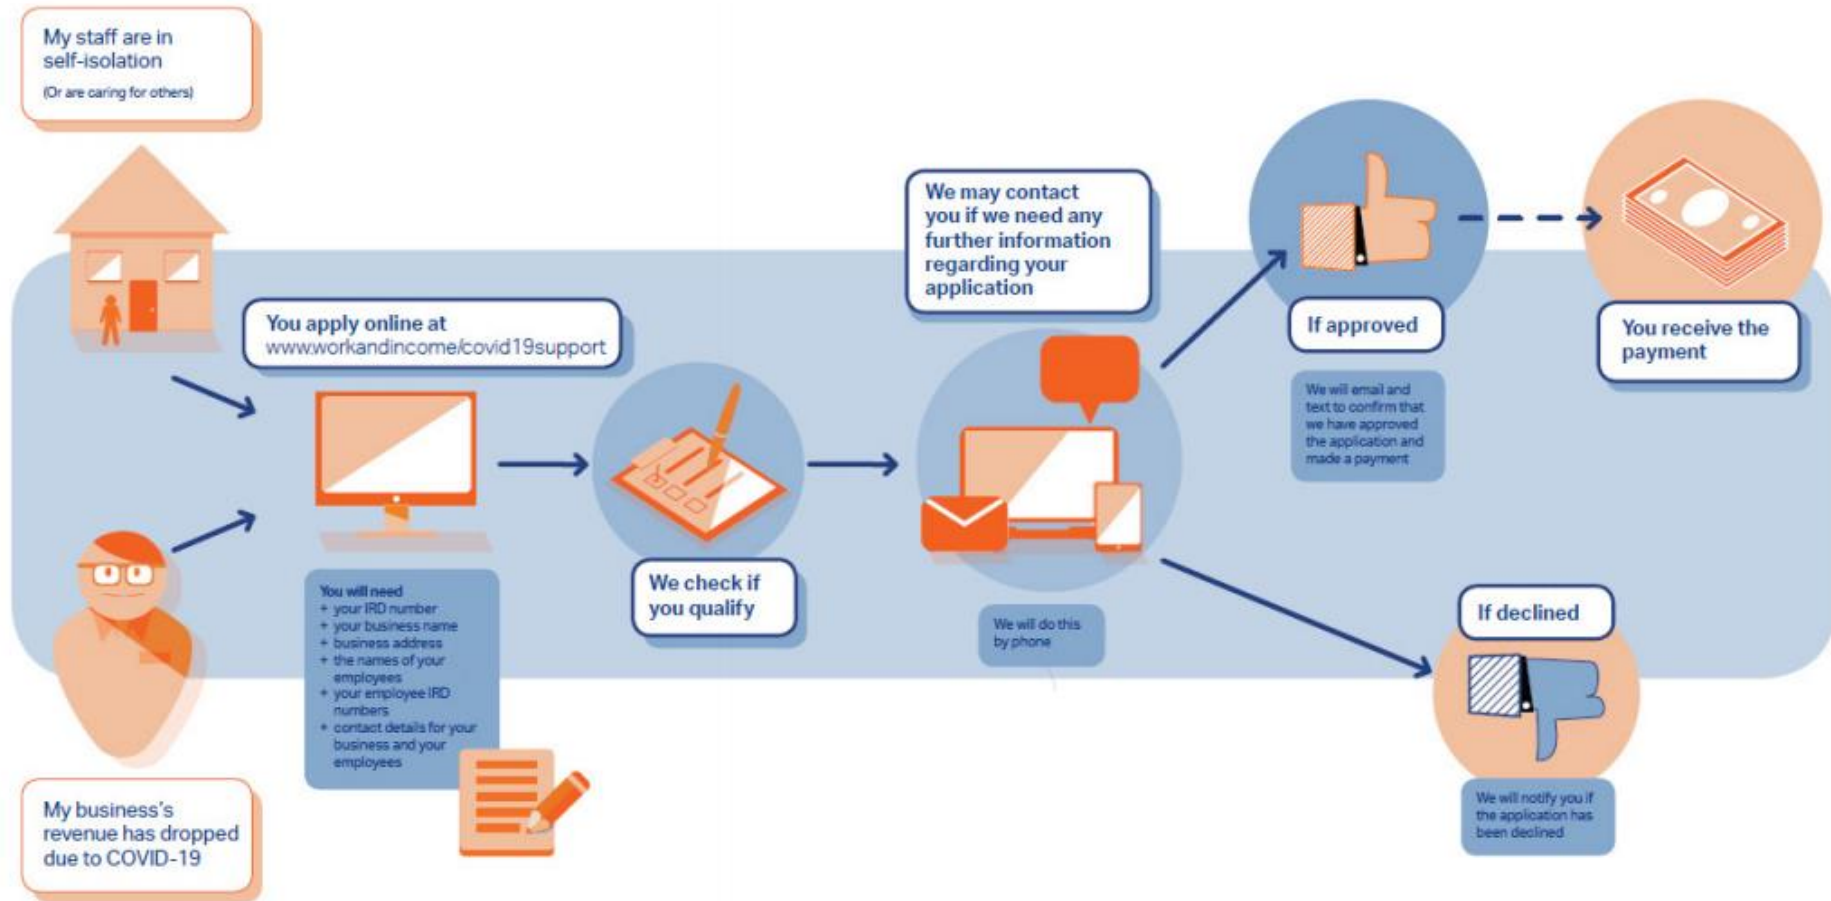 My staff are in
self-isolation
(Or are caring for others)
You apply online at
www.workandincome/covid19support
You will need
+ your IRD number
+ your business name
+ business address
+ the names of your
employees
+ your employee IRD
numbers
+ contact details for your
business and your
employees
My business's
revenue has dropped
due to COVID-19
We check if
you qualify
We may contact
you if we need any
further information
regarding your
application
We will do this
by phone
If approved
We will email and
text to confirm that
we have approved
the application and
made a payment
You receive the
payment
If declined
We will notify you if
the application has
been declined